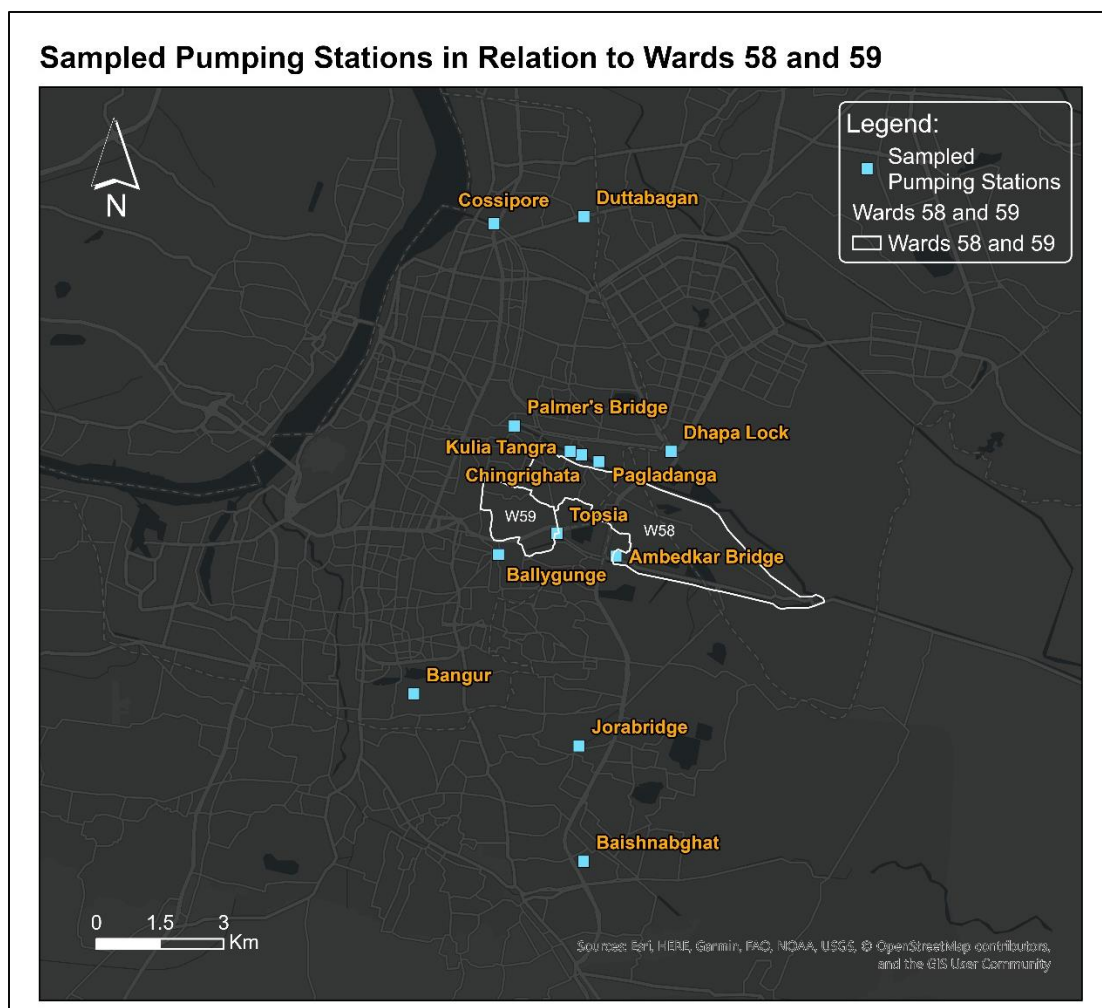 Sampled Pumping Stations in Relation to Wards 58 and 59
Legend:
Sampled
Pumping Stations
Wards 58 and 59
Wards 58 and 59
N
Cossipore
Duttabagan
Palmer's Bridge
Kulia Tangra
Dhapa Lock
Chingrighata
Pagladanga
W59
Topsia
W58
Ballygunge
Ambedkar Bridge
Bangur
Jorabridge
Baishnabghat
0 1.5 3
Km
Sources: Esri, HERE, Garmin, FAO, NOAA, USGS, © OpenStreetMap contributors,
and the GIS User Community